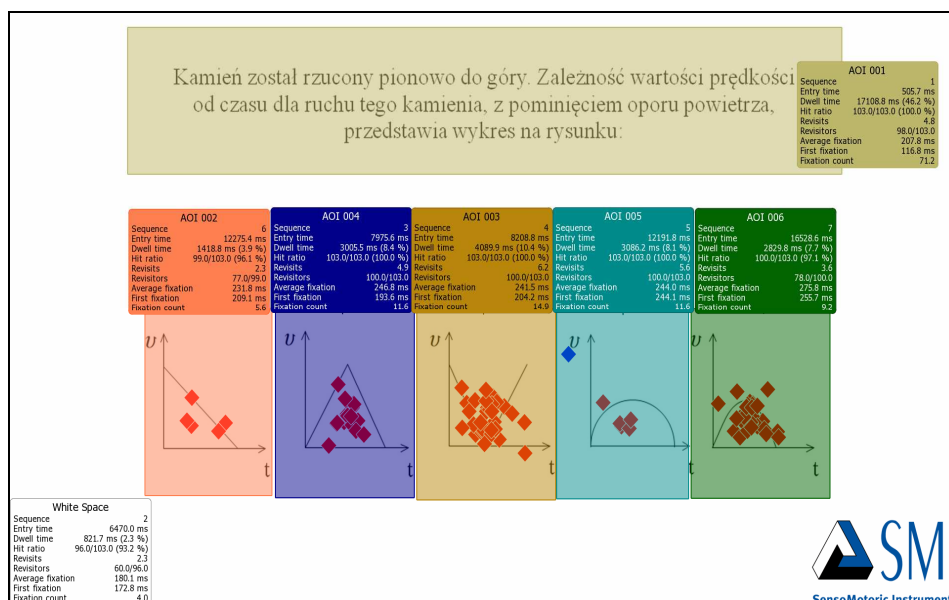 Kamień został rzucony pionowo do góry. Zależność wartości prędkości
od czasu dla ruchu tego kamienia, z pominięciem oporu powietrza,
przedstawia wykres na rysunku:
AOI 001
Sequence 1
Entry time 505.7 ms
Dwell time 17108.8 ms (46.2 %)
Hit ratio 103.0/103.0 (100.0 %)
Revisits 4.8
Revisitors 98.0/103.0
Average fixation 207.8 ms
First fixation 116.8 ms
Fixation count 71.2
AOI 002
Sequence 6
Entry time 12275.4 ms
Dwell time 1418.8 ms (3.9 %)
Hit ratio 99.0/103.0 (96.1 %)
Revisits 2.3
Revisitors 77.0/99.0
Average fixation 231.8 ms
First fixation 209.1 ms
Fixation count 5.6
AOI 004
Sequence 3
Entry time 7975.6 ms
Dwell time 3005.5 ms (8.4 %)
Hit ratio 103.0/103.0 (100.0 %)
Revisits 4.9
Revisitors 100.0/103.0
Average fixation 246.8 ms
First fixation 193.6 ms
Fixation count 11.6
AOI 003
Sequence 4
Entry time 8208.8 ms
Dwell time 4089.9 ms (10.4 %)
Hit ratio 103.0/103.0 (100.0 %)
Revisits 6.2
Revisitors 100.0/103.0
Average fixation 241.5 ms
First fixation 204.2 ms
Fixation count 14.9
AOI 005
Sequence 5
Entry time 12191.8 ms
Dwell time 3086.2 ms (8.1 %)
Hit ratio 103.0/103.0 (100.0 %)
Revisits 5.6
Revisitors 100.0/103.0
Average fixation 244.0 ms
First fixation 244.1 ms
Fixation count 11.6
AOI 006
Sequence 7
Entry time 16528.6 ms
Dwell time 2829.8 ms (7.7 %)
Hit ratio 100.0/103.0 (97.1 %)
Revisits 3.6
Revisitors 78.0/100.0
Average fixation 275.8 ms
First fixation 255.7 ms
Fixation count 9.2
υ t
υ t
υ t
υ t
υ t
White Space
Sequence 2
Entry time 6470.0 ms
Dwell time 821.7 ms (2.3 %)
Hit ratio 96.0/103.0 (93.2 %)
Revisits 2.3
Revisitors 60.0/96.0
Average fixation 180.1 ms
First fixation 172.8 ms
Fixation count 4.0
SM
SensoMotoric Instrument